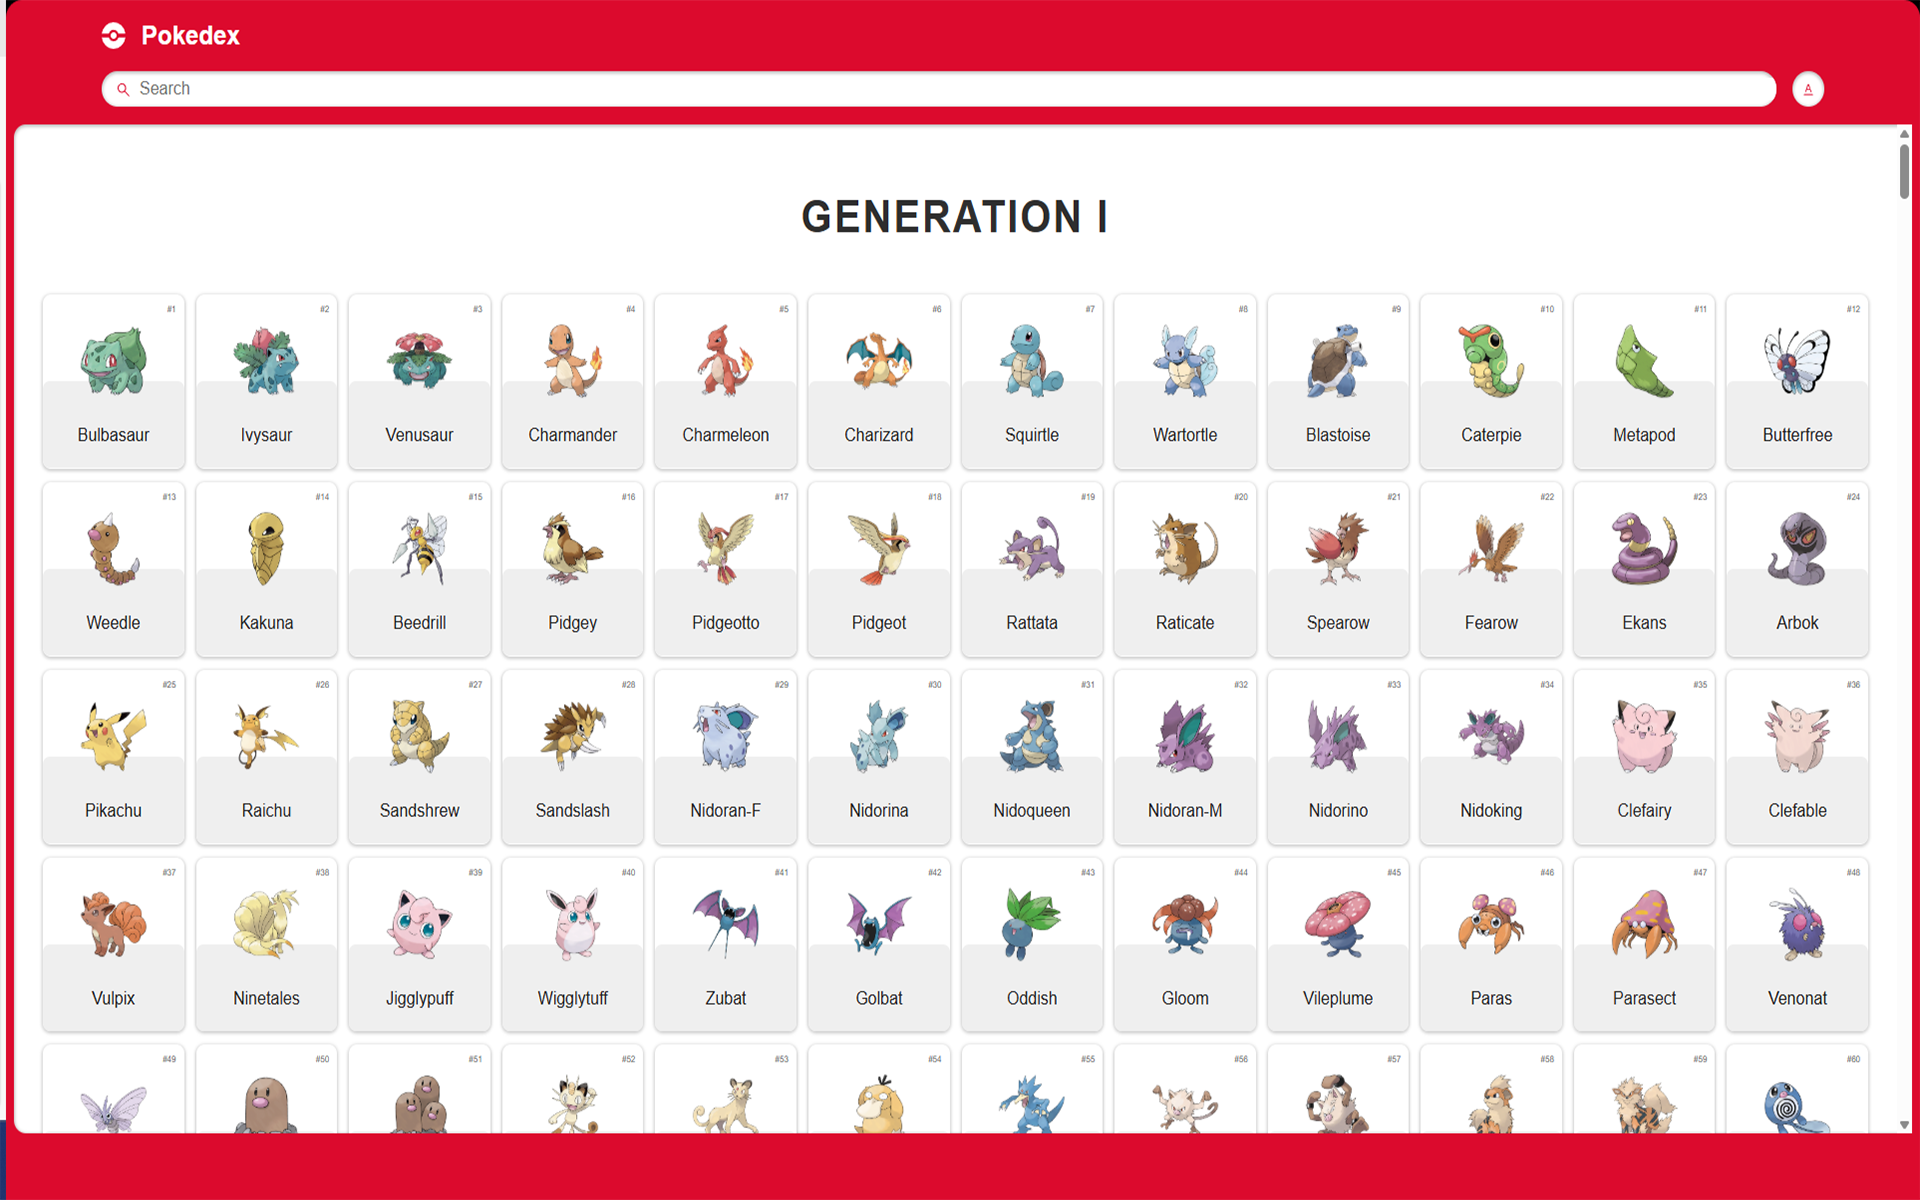 Pokedex
Search
A
GENERATION I
#1 #2 #3 #4 #5 #6 #7 #8 #9 #10 #11 #12
Bulbasaur Ivysaur Venusaur Charmander Charmeleon Charizard Squirtle Wartortle Blastoise Caterpie Metapod Butterfree
#13 #14 #15 #16 #17 #18 #19 #20 #21 #22 #23 #24
Weedle Kakuna Beedrill Pidgey Pidgeotto Pidgeot Rattata Raticate Spearow Fearow Ekans Arbok
#25 #26 #27 #28 #29 #30 #31 #32 #33 #34 #35 #36
Pikachu Raichu Sandshrew Sandslash Nidoran-F Nidorina Nidoqueen Nidoran-M Nidorino Nidoking Clefairy Clefable
#37 #38 #39 #40 #41 #42 #43 #44 #45 #46 #47 #48
Vulpix Ninetales Jigglypuff Wigglytuff Zubat Golbat Oddish Gloom Vileplume Paras Parasect Venonat
#49 #50 #51 #52 #53 #54 #55 #56 #57 #58 #59 #60